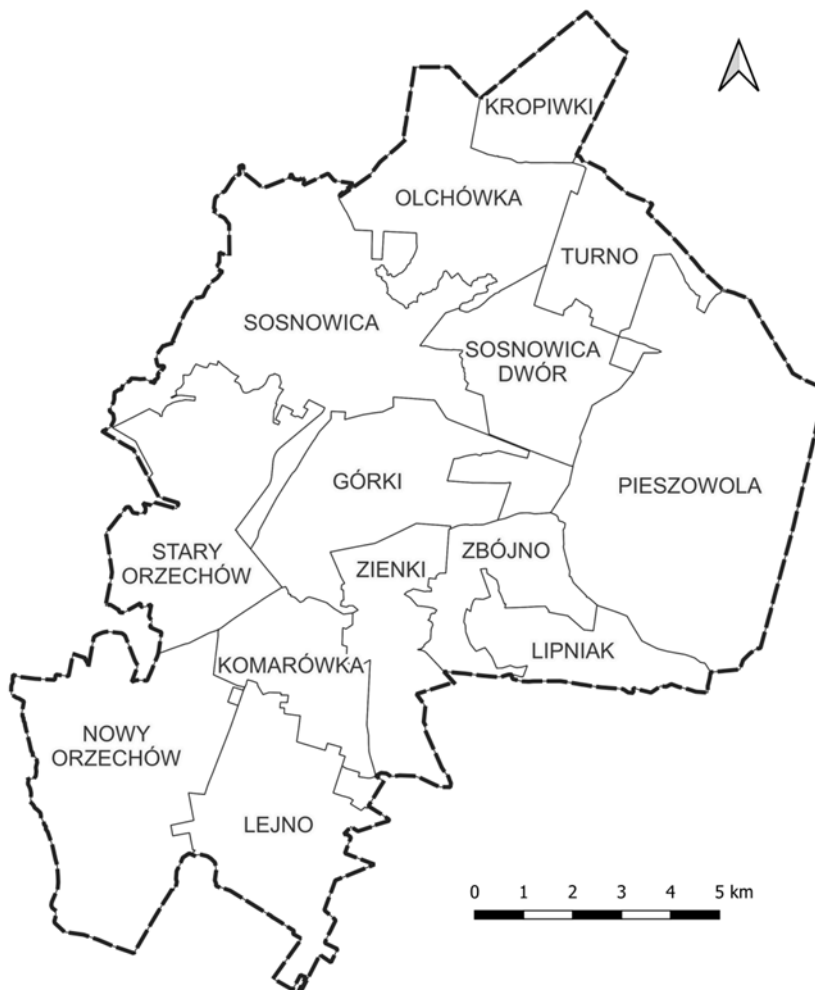 KROPIWKI
OLCHÓWKA
TURNO
SOSNOWICA
SOSNOWICA
DWÓR
GÓRKI
PIESZOWOLA
STARY
ORZECHÓW
ZIENKI
ZBÓJNO
LIPNIAK
KOMARÓWKA
NOWY
ORZECHÓW
LEJNO
0 1 2 3 4 5 km